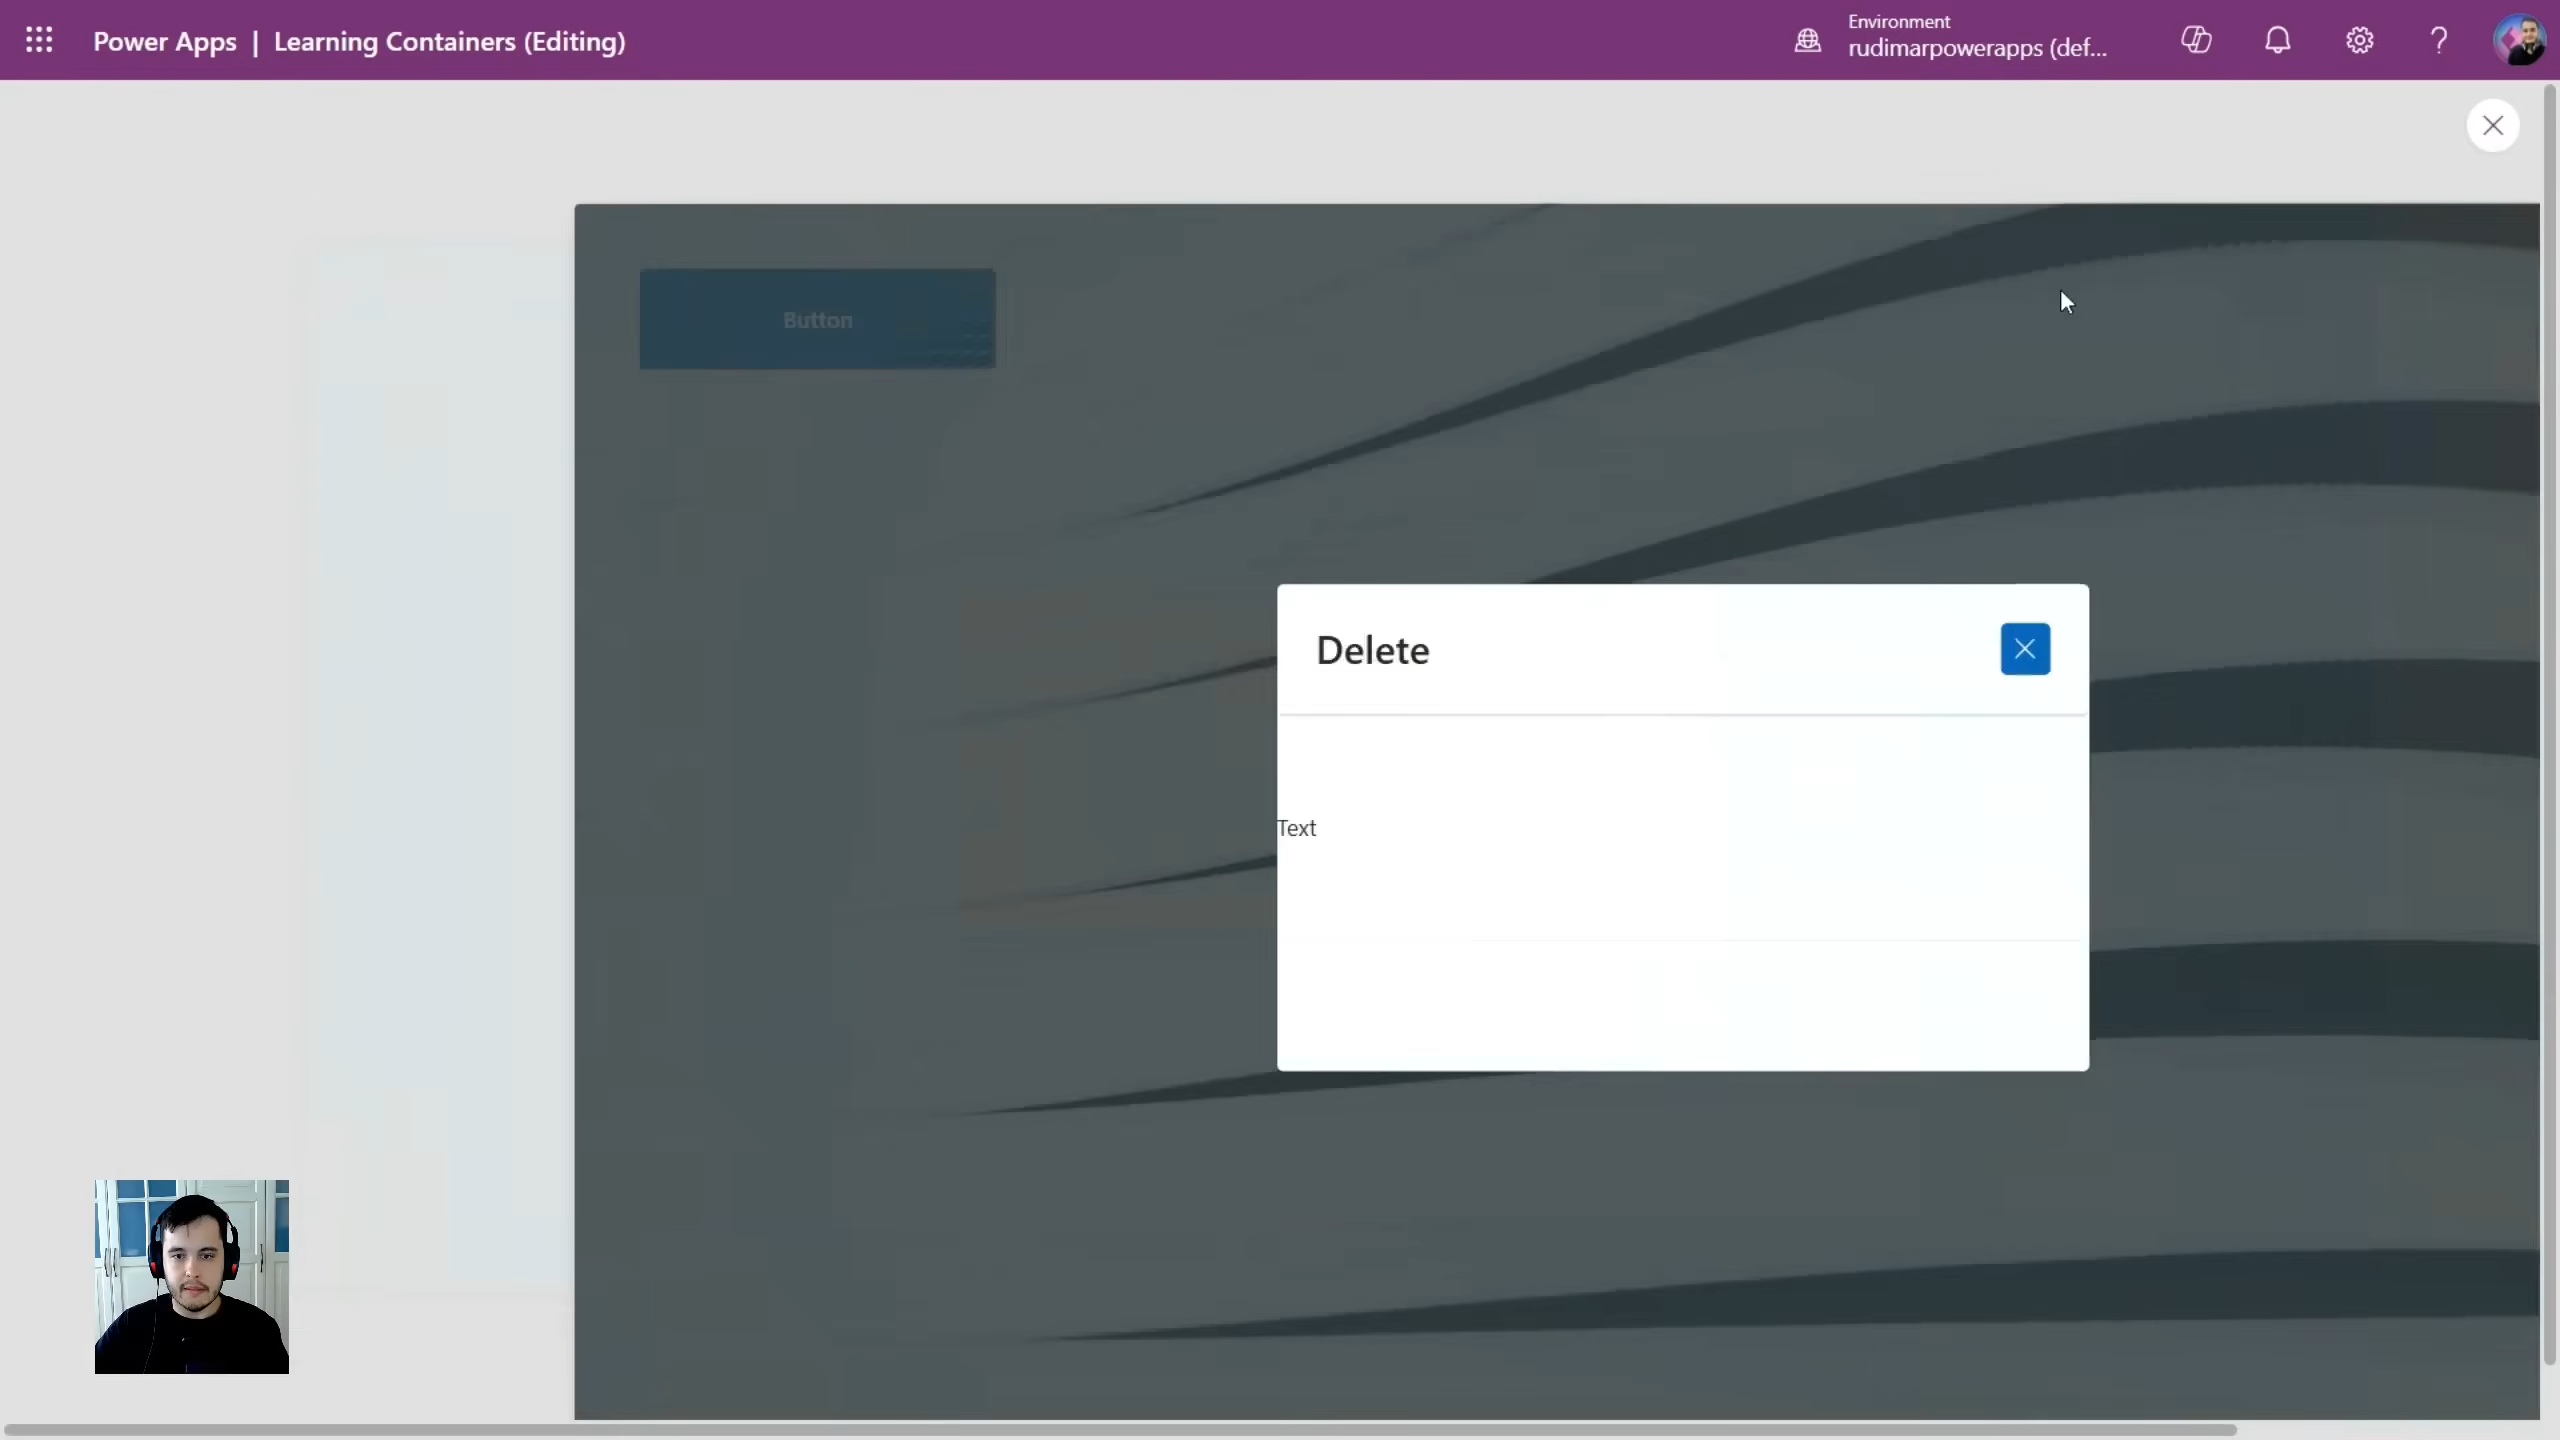 Power Apps | Learning Containers (Editing)
Environment
rudimarpowerapps (def...
Button
Delete
Text